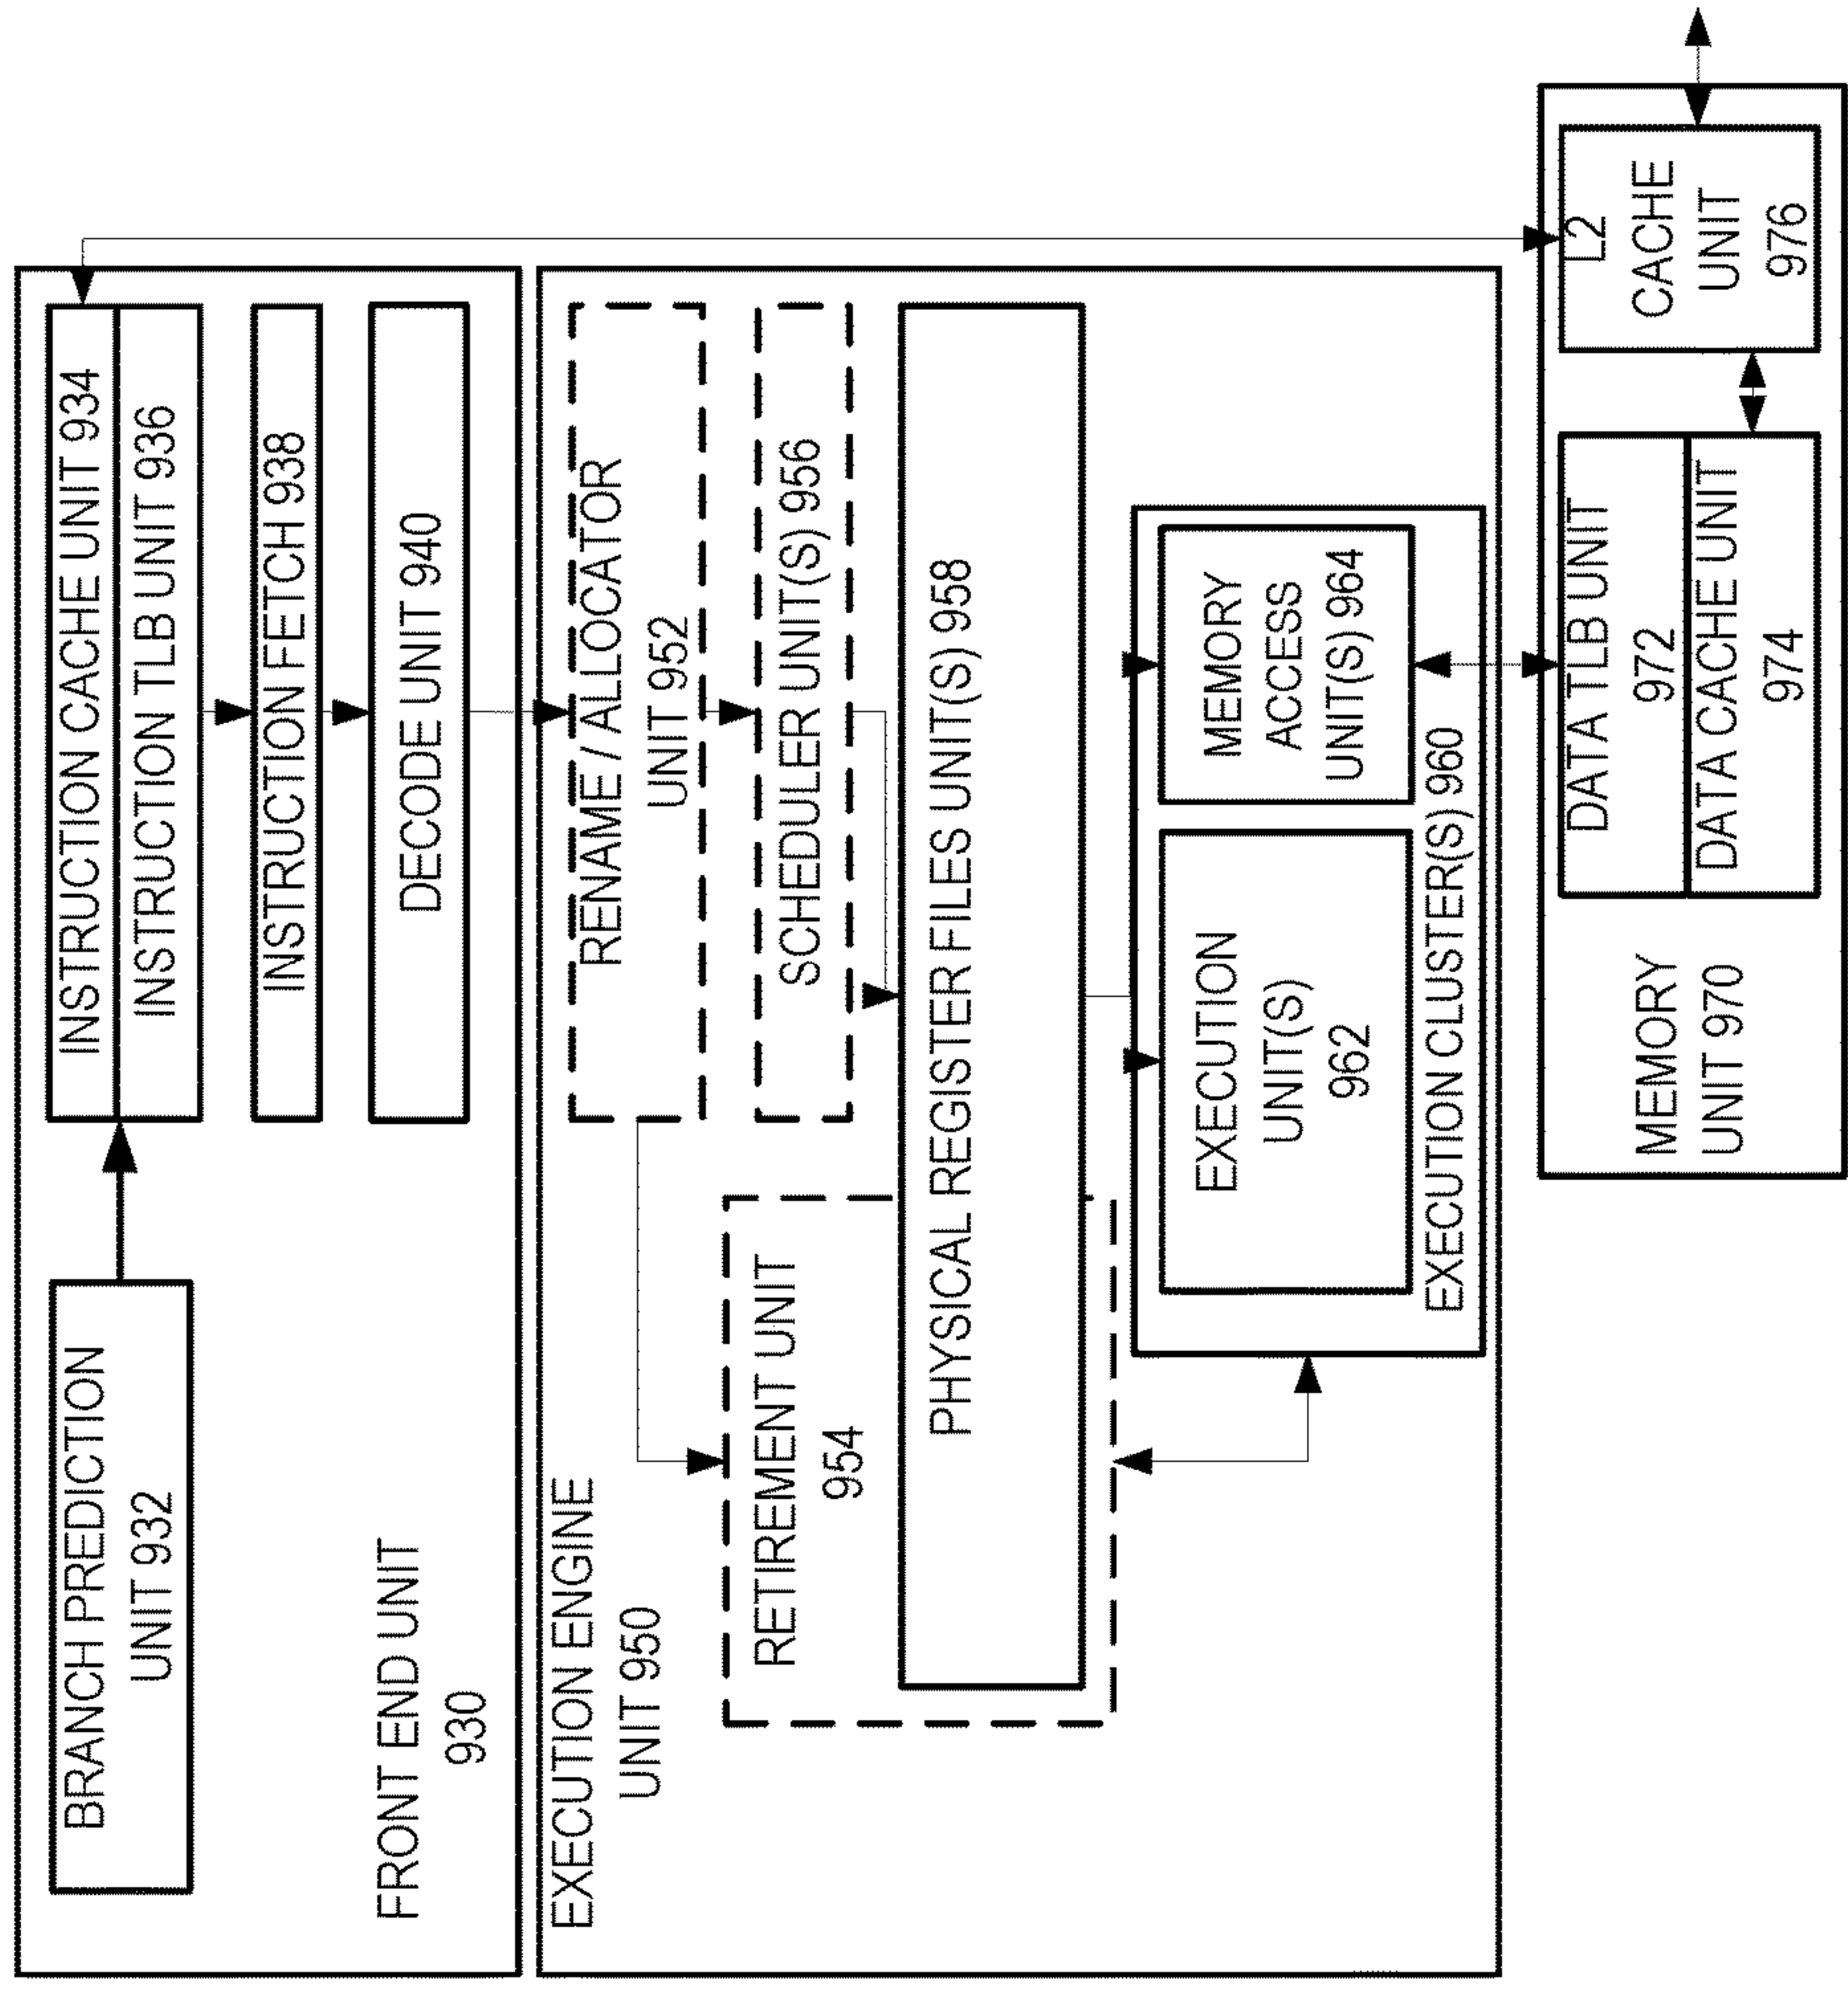 BRANCH PREDICTION
UNIT 932
INSTRUCTION CACHE UNIT 934
INSTRUCTION TLB UNIT 936
INSTRUCTION FETCH 938
DECODE UNIT 940
FRONT END UNIT
930
EXECUTION ENGINE
UNIT 950
RENAME / ALLOCATOR
UNIT 952
RETIREMENT UNIT
954
SCHEDULER UNIT(S) 956
PHYSICAL REGISTER FILES UNIT(S) 958
EXECUTION
UNIT(S)
962
MEMORY
ACCESS
UNIT(S) 964
EXECUTION CLUSTER(S) 960
MEMORY
UNIT 970
DATA TLB UNIT
972
DATA CACHE UNIT
974
L2
CACHE
UNIT
976